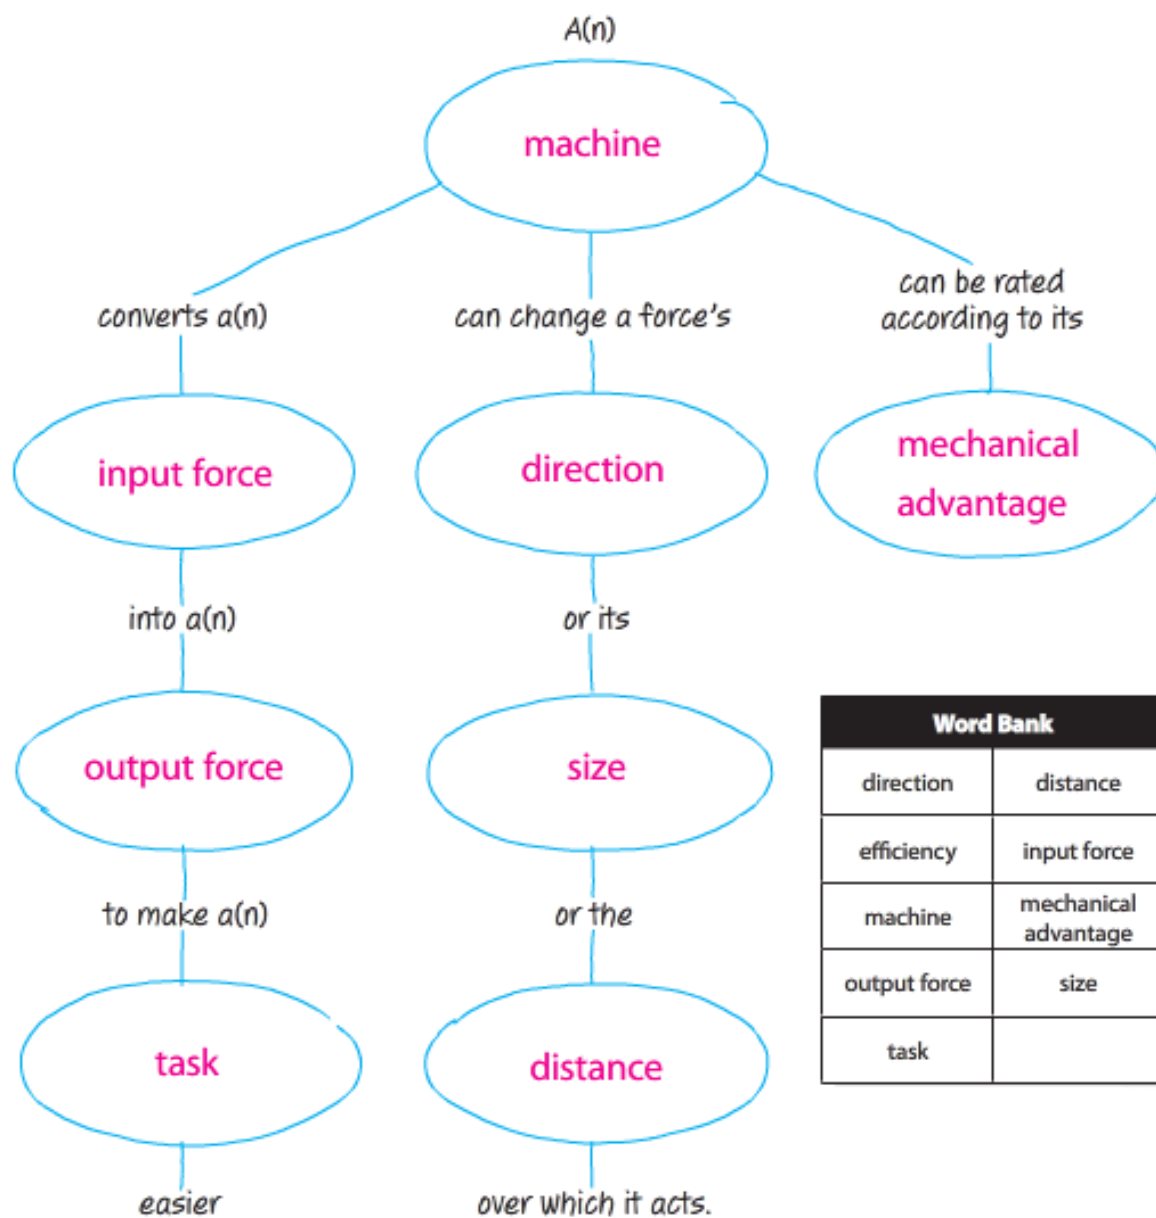 A(n)
machine
converts a(n)
can change a force's
can be rated
according to its
input force
direction
mechanical
advantage
into a(n)
or its
output force
size
to make a(n)
or the
task
distance
easier
over which it acts.
Word Bank
direction
distance
efficiency
input force
machine
mechanical
advantage
output force
size
task